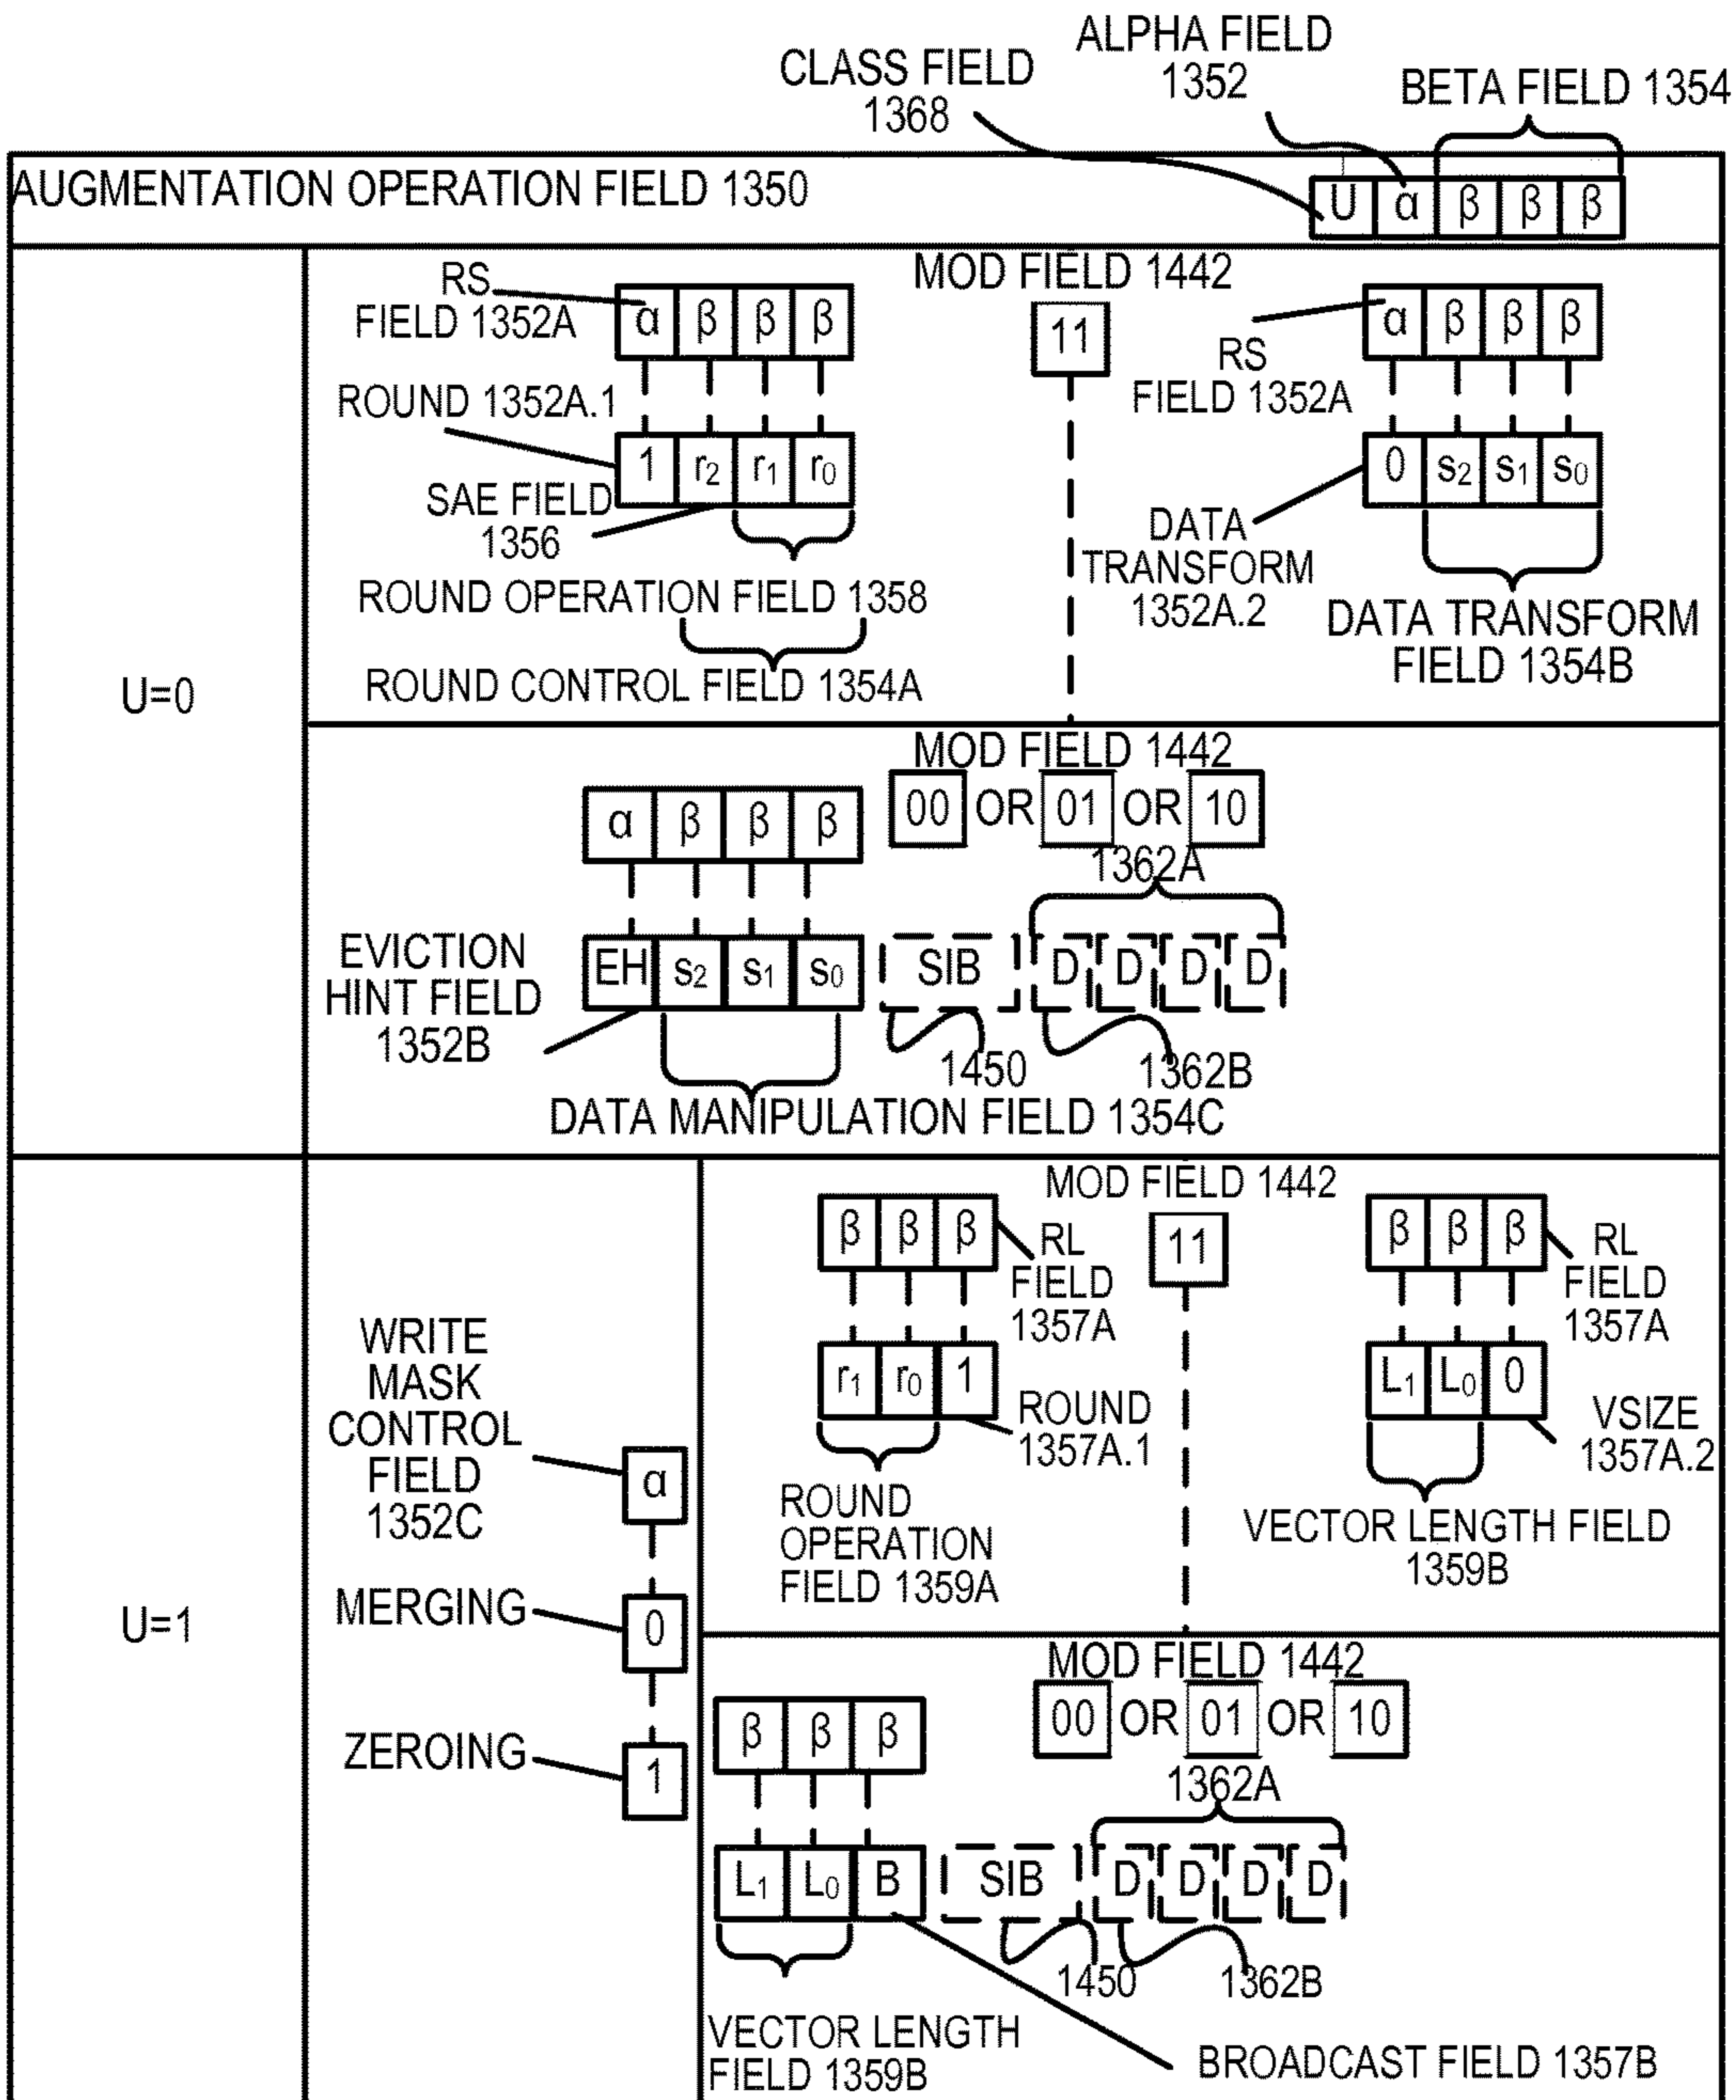 CLASS FIELD
1368
ALPHA FIELD
1352
BETA FIELD 1354
AUGMENTATION OPERATION FIELD 1350
U α β β β
U=0
MOD FIELD 1442
11
RS
FIELD 1352A
α β β β
ROUND 1352A.1
1 r2 r1 r0
SAE FIELD
1356
ROUND OPERATION FIELD 1358
ROUND CONTROL FIELD 1354A
α β β β
RS
FIELD 1352A
0 s2 s1 s0
DATA
TRANSFORM
1352A.2
DATA TRANSFORM
FIELD 1354B
MOD FIELD 1442
00 OR 01 OR 10
α β β β
1362A
EVICTION
HINT FIELD
1352B
EH s2 s1 s0 SIB D D D D
1450
1362B
DATA MANIPULATION FIELD 1354C
U=1
WRITE
MASK
CONTROL
FIELD
1352C
α
MERGING
0
ZEROING
1
MOD FIELD 1442
11
β β β
RL
FIELD
1357A
r1 r0 1
ROUND
1357A.1
ROUND
OPERATION
FIELD 1359A
β β β
RL
FIELD
1357A
L1 L0 0
VSIZE
1357A.2
VECTOR LENGTH FIELD
1359B
MOD FIELD 1442
00 OR 01 OR 10
β β β
1362A
L1 L0 B SIB D D D D
1450
1362B
VECTOR LENGTH
FIELD 1359B
BROADCAST FIELD 1357B